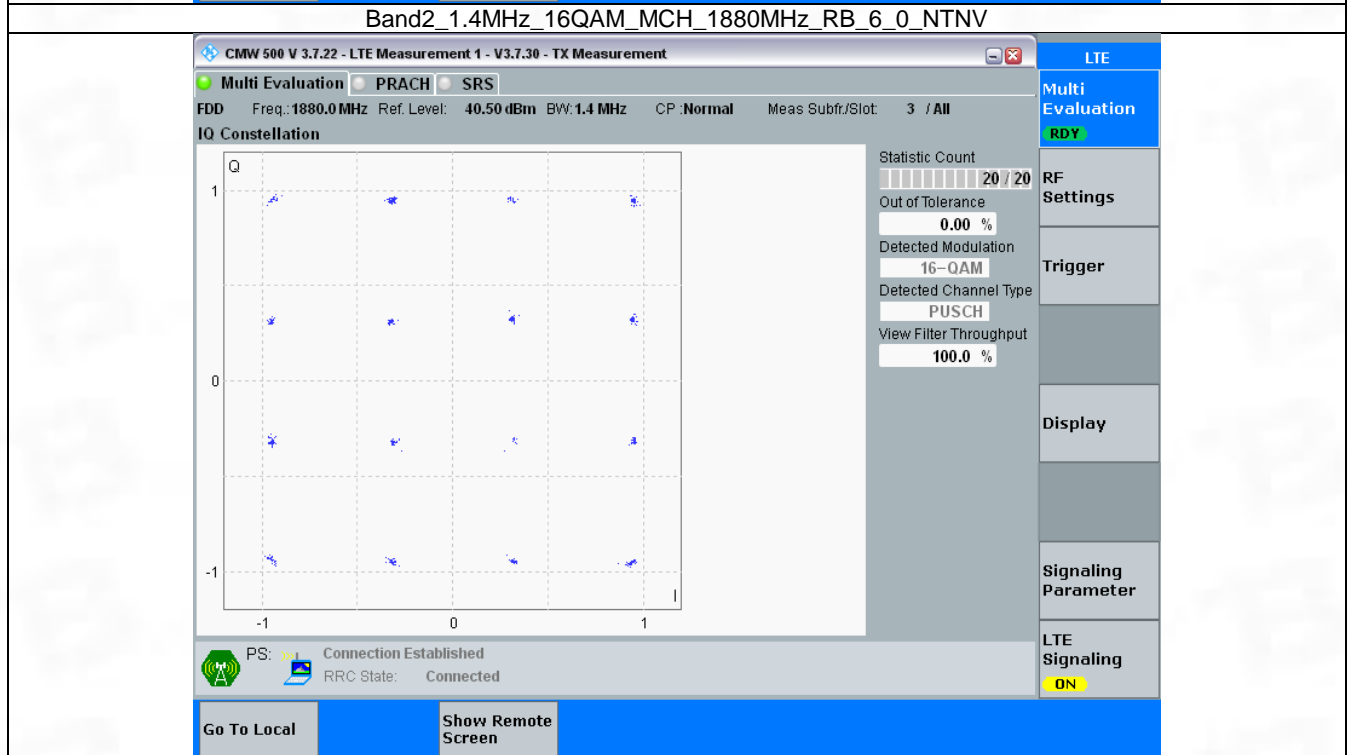 Band2_1.4MHz_16QAM_MCH_1880MHz_RB_6_0_NTNV
CMW 500 V 3.7.22 - LTE Measurement 1 - V3.7.30 - TX Measurement
LTE
Multi Evaluation PRACH SRS
Multi
Evaluation
RDY
FDD Freq.:1880.0 MHz Ref. Level: 40.50 dBm BW:1.4 MHz CP :Normal Meas Subfr./Slot: 3 / All
IQ Constellation
Q
1
0
-1
-1 0 1
I
Statistic Count
20 / 20
Out of Tolerance
0.00 %
Detected Modulation
16-QAM
Detected Channel Type
PUSCH
View Filter Throughput
100.0 %
RF
Settings
Trigger
Display
Signaling
Parameter
LTE
Signaling
ON
PS: Connection Established
RRC State: Connected
Go To Local
Show Remote
Screen